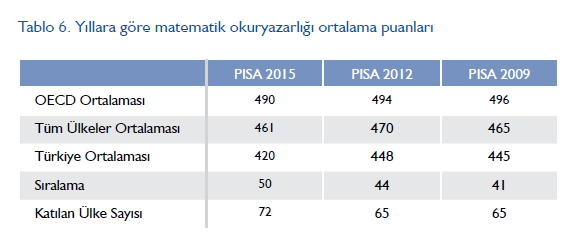 Tablo 6. Yıllara göre matematik okuryazarlığı ortalama puanları
PISA 2015 PISA 2012 PISA 2009
OECD Ortalaması 490 494 496
Tüm Ülkeler Ortalaması 461 470 465
Türkiye Ortalaması 420 448 445
Sıralama 50 44 41
Katılan Ülke Sayısı 72 65 65